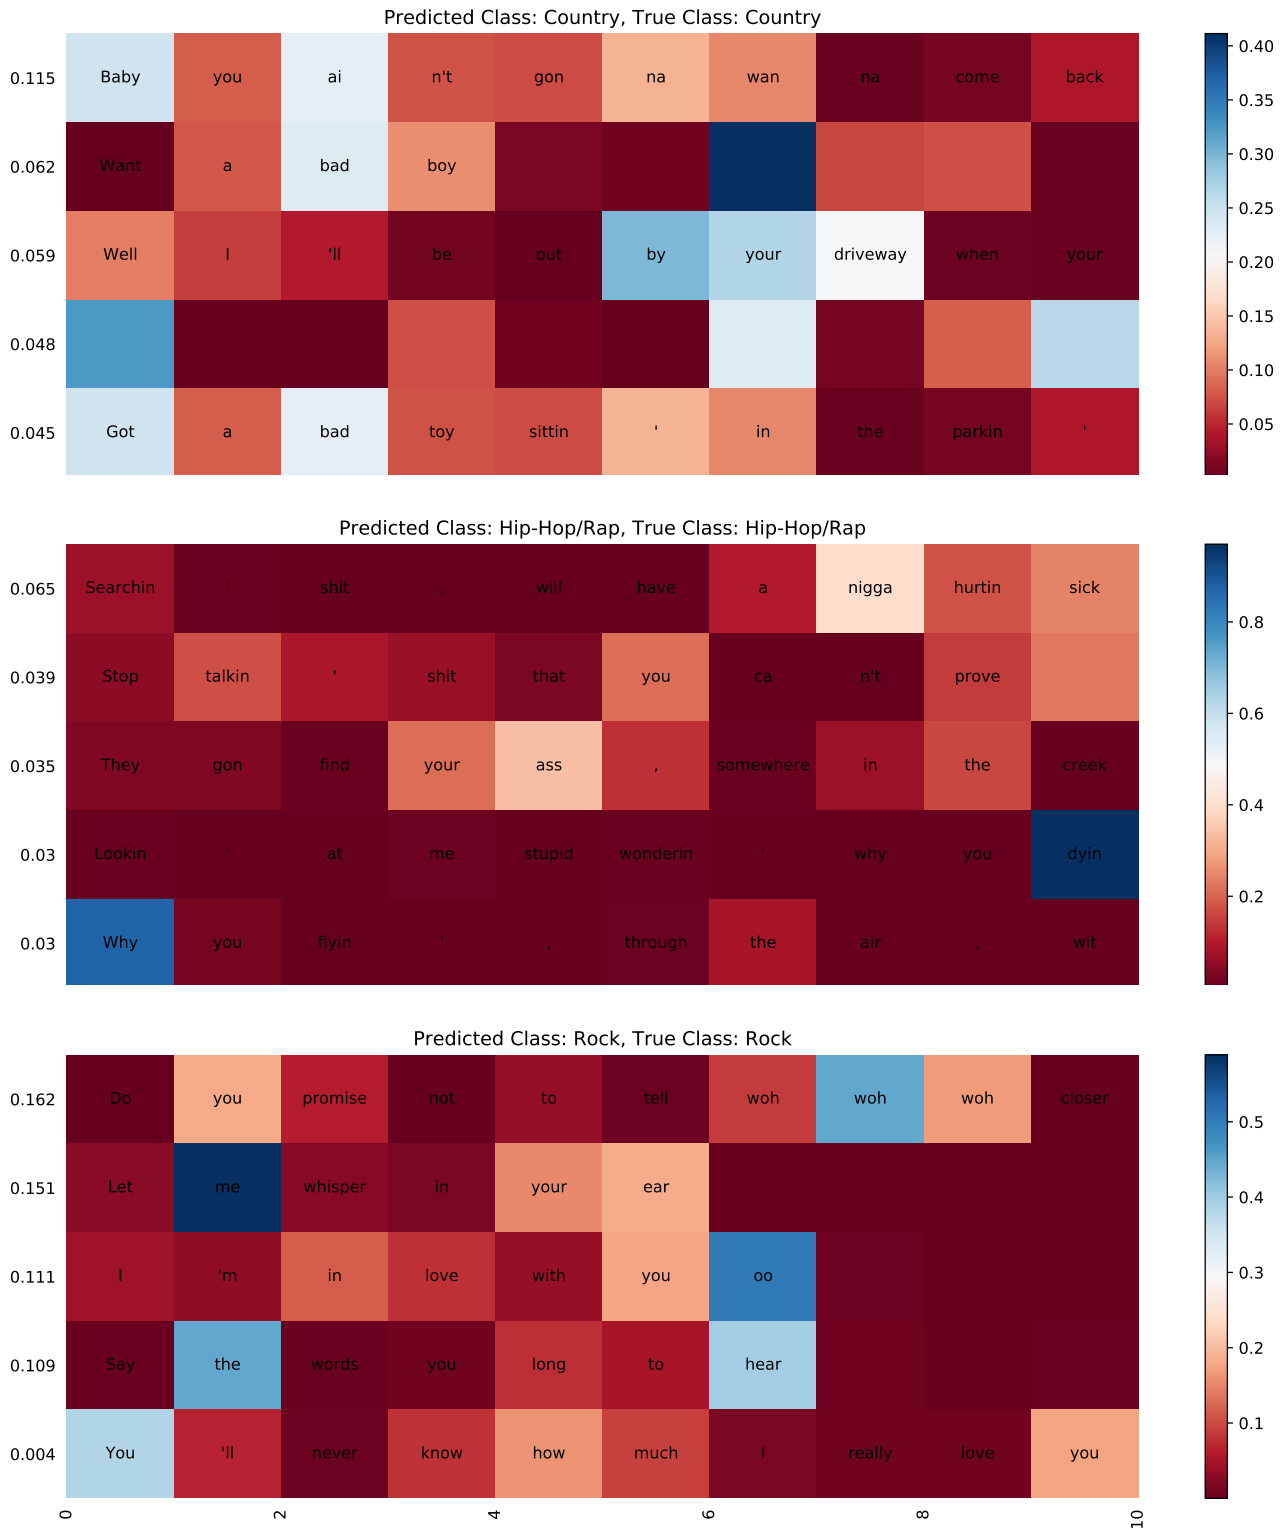 Predicted Class: Country, True Class: Country
0.115 Baby you ai n't gon na wan na come back
0.062 Want a bad boy
0.059 Well I 'll be out by your driveway when your
0.048
0.045 Got a bad toy sittin ' in the parkin '
0.40
0.35
0.30
0.25
0.20
0.15
0.10
0.05
Predicted Class: Hip-Hop/Rap, True Class: Hip-Hop/Rap
0.065 Searchin ' shit , will have a nigga hurtin sick
0.039 Stop talkin ' shit that you ca n't prove
0.035 They gon find your ass , somewhere in the creek
0.03 Lookin ' at me stupid wonderin ' why you dyin
0.03 Why you flyin ' , through the air , wit
0.8
0.6
0.4
0.2
Predicted Class: Rock, True Class: Rock
0.162 Do you promise not to tell woh woh woh closer
0.151 Let me whisper in your ear
0.111 I 'm in love with you oo
0.109 Say the words you long to hear
0.004 You 'll never know how much I really love you
0.5
0.4
0.3
0.2
0.1
0 2 4 6 8 10